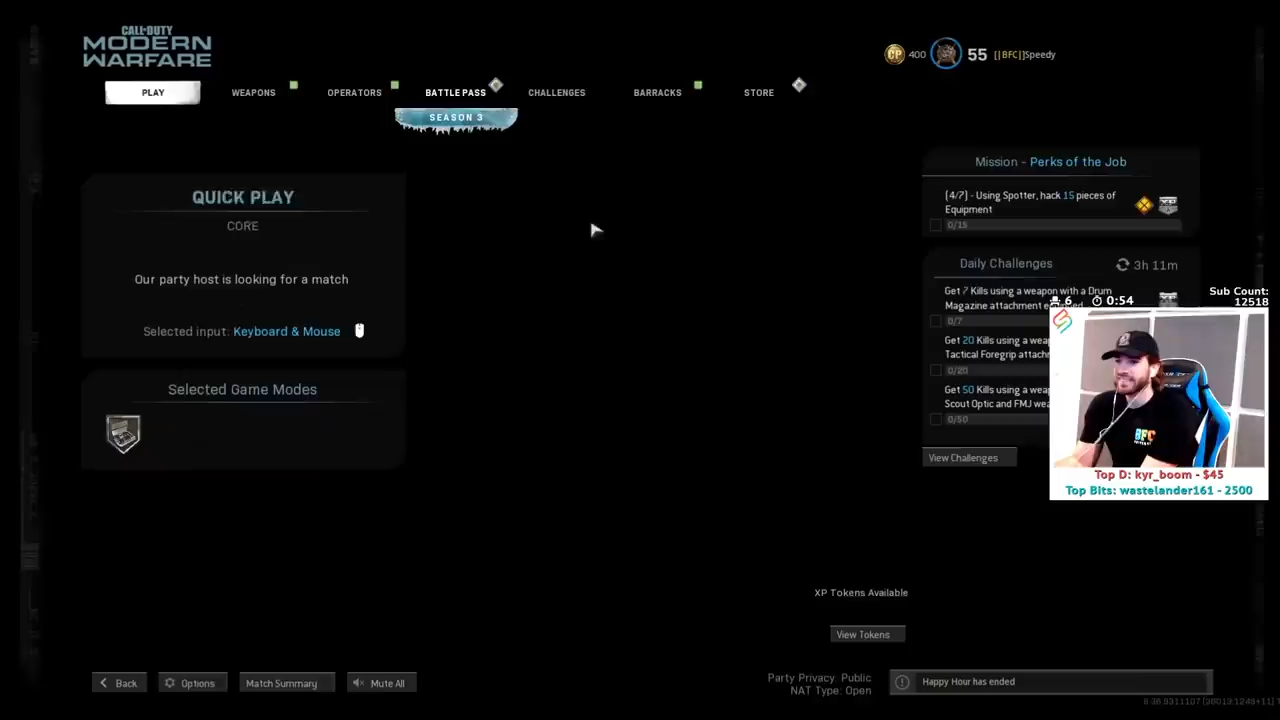 CALL·DUTY
MODERN
WARFARE
CP 400 55 [[BFC]Speedy
PLAY WEAPONS OPERATORS BATTLE PASS CHALLENGES BARRACKS STORE
SEASON 3
Mission - Perks of the Job
[4/7] - Using Spotter, hack 15 pieces of
Equipment
0/15
QUICK PLAY
CORE
Our party host is looking for a match
Selected input: Keyboard & Mouse
Selected Game Modes
Daily Challenges 3h 11m
Get 7 Kills using a weapon with a Drum
Magazine attachment
0/7
Get 20 Kills using a
Tactical Foregrip
0/20
Get 50 Kills using a
Scout Optic and FMJ
0/50
View Challenges
6 0:54
Sub Count:
12518
BFC
Top D: kyr_boom - $45
Top Bits: wastelander161 - 2500
XP Tokens Available
View Tokens
Back Options Match Summary Mute All
Party Privacy: Public
NAT Type: Open
Happy Hour has ended